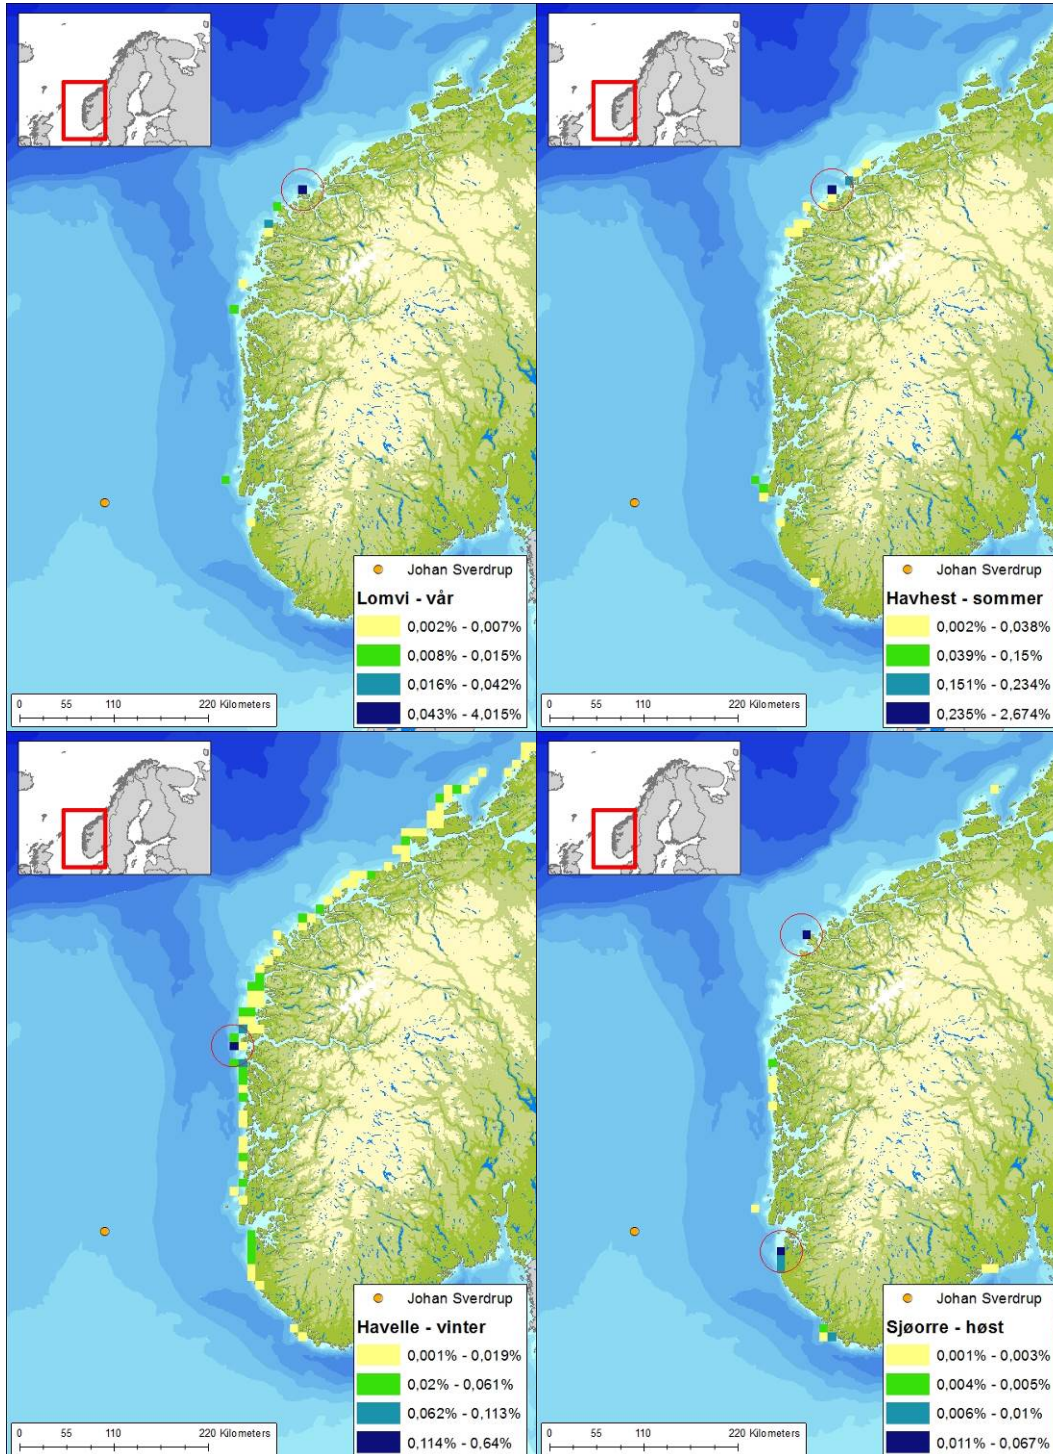 Johan Sverdrup
Lomvi - vår
0,002% - 0,007%
0,008% - 0,015%
0,016% - 0,042%
0,043% - 4,015%
0 55 110 220 Kilometers
Johan Sverdrup
Havhest - sommer
0,002% - 0,038%
0,039% - 0,15%
0,151% - 0,234%
0,235% - 2,674%
0 55 110 220 Kilometers
Johan Sverdrup
Havelle - vinter
0,001% - 0,019%
0,02% - 0,061%
0,062% - 0,113%
0,114% - 0,64%
0 55 110 220 Kilometers
Johan Sverdrup
Sjøorre - høst
0,001% - 0,003%
0,004% - 0,005%
0,006% - 0,01%
0,011% - 0,067%
0 55 110 220 Kilometers